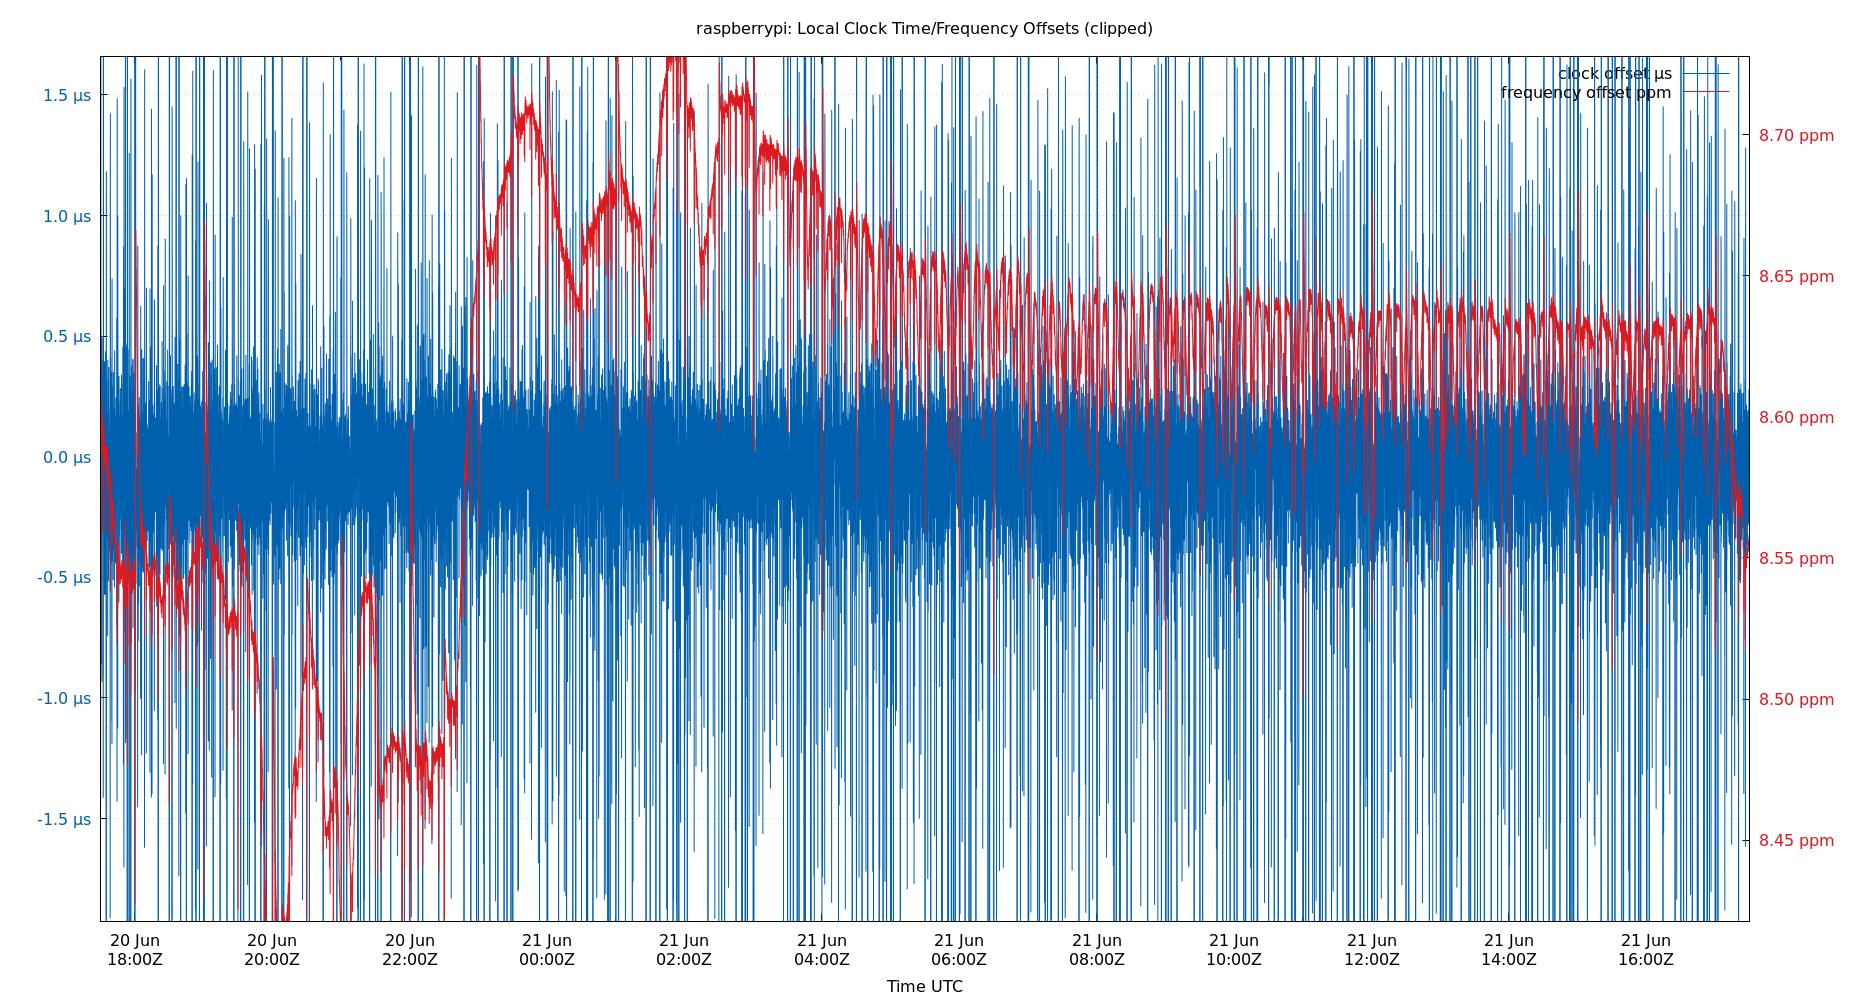 raspberrypi: Local Clock Time/Frequency Offsets (clipped)
clock offset µs
frequency offset ppm
1.5 µs
1.0 µs
0.5 µs
0.0 µs
-0.5 µs
-1.0 µs
-1.5 µs
8.70 ppm
8.65 ppm
8.60 ppm
8.55 ppm
8.50 ppm
8.45 ppm
20 Jun 20 Jun 20 Jun 21 Jun 21 Jun 21 Jun 21 Jun 21 Jun 21 Jun 21 Jun 21 Jun 21 Jun
18:00Z 20:00Z 22:00Z 00:00Z 02:00Z 04:00Z 06:00Z 08:00Z 10:00Z 12:00Z 14:00Z 16:00Z
Time UTC